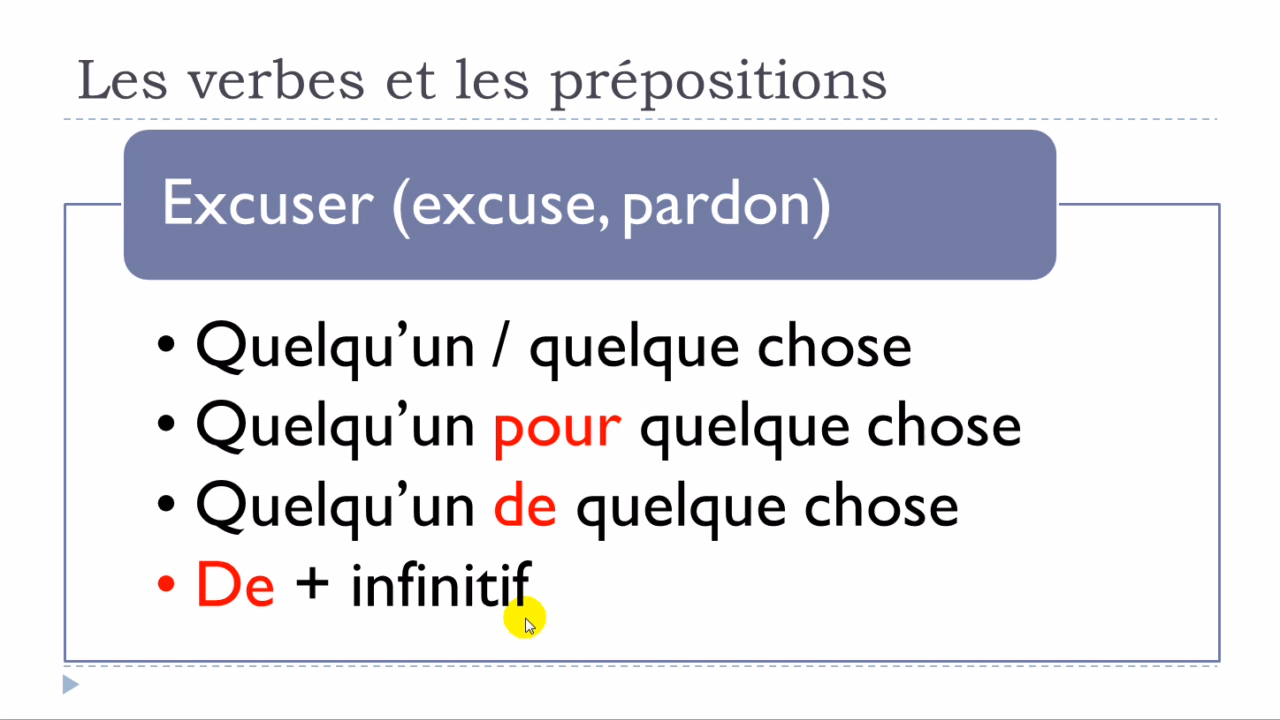 Les verbes et les prépositions
Excuser (excuse, pardon)
• Quelqu’un / quelque chose
• Quelqu’un pour quelque chose
• Quelqu’un de quelque chose
• De + infinitif